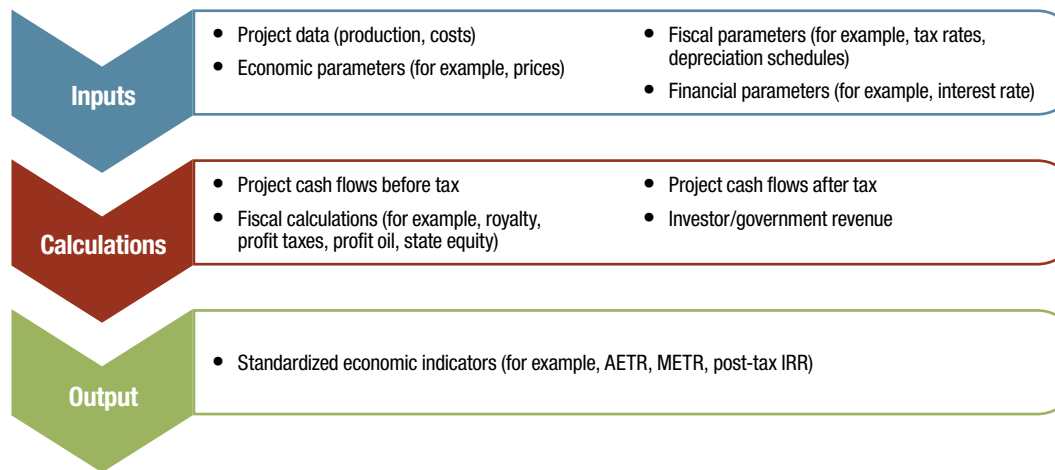 Inputs
• Project data (production, costs)
• Economic parameters (for example, prices)
• Fiscal parameters (for example, tax rates,
depreciation schedules)
• Financial parameters (for example, interest rate)
Calculations
• Project cash flows before tax
• Fiscal calculations (for example, royalty,
profit taxes, profit oil, state equity)
• Project cash flows after tax
• Investor/government revenue
Output
• Standardized economic indicators (for example, AETR, METR, post-tax IRR)